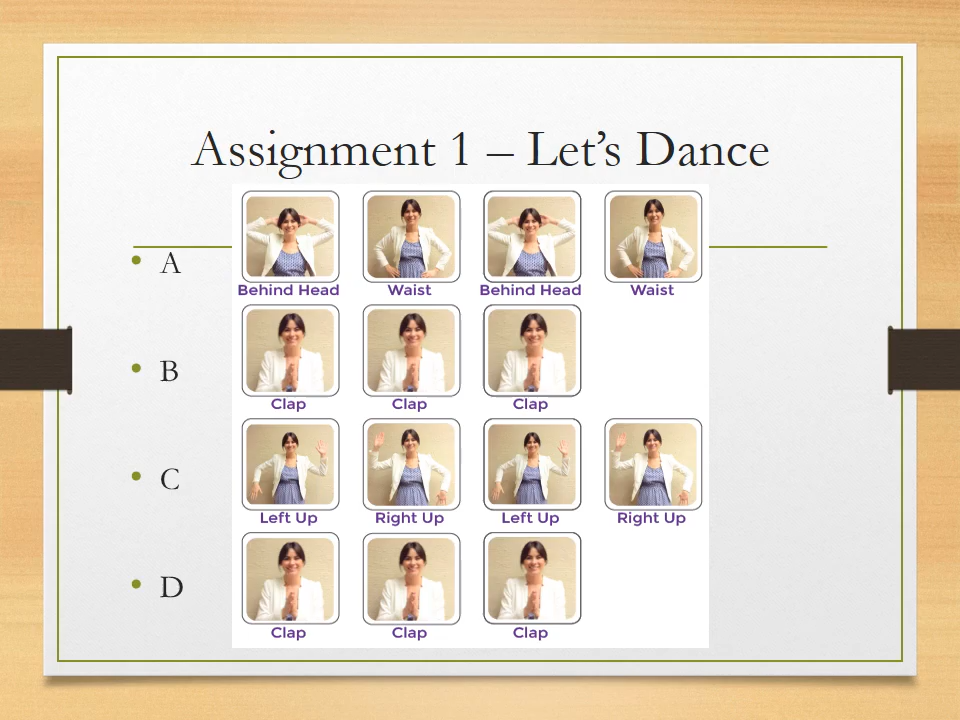 Assignment 1 – Let’s Dance
• A
Behind Head Waist Behind Head Waist
• B
Clap Clap Clap
• C
Left Up Right Up Left Up Right Up
• D
Clap Clap Clap